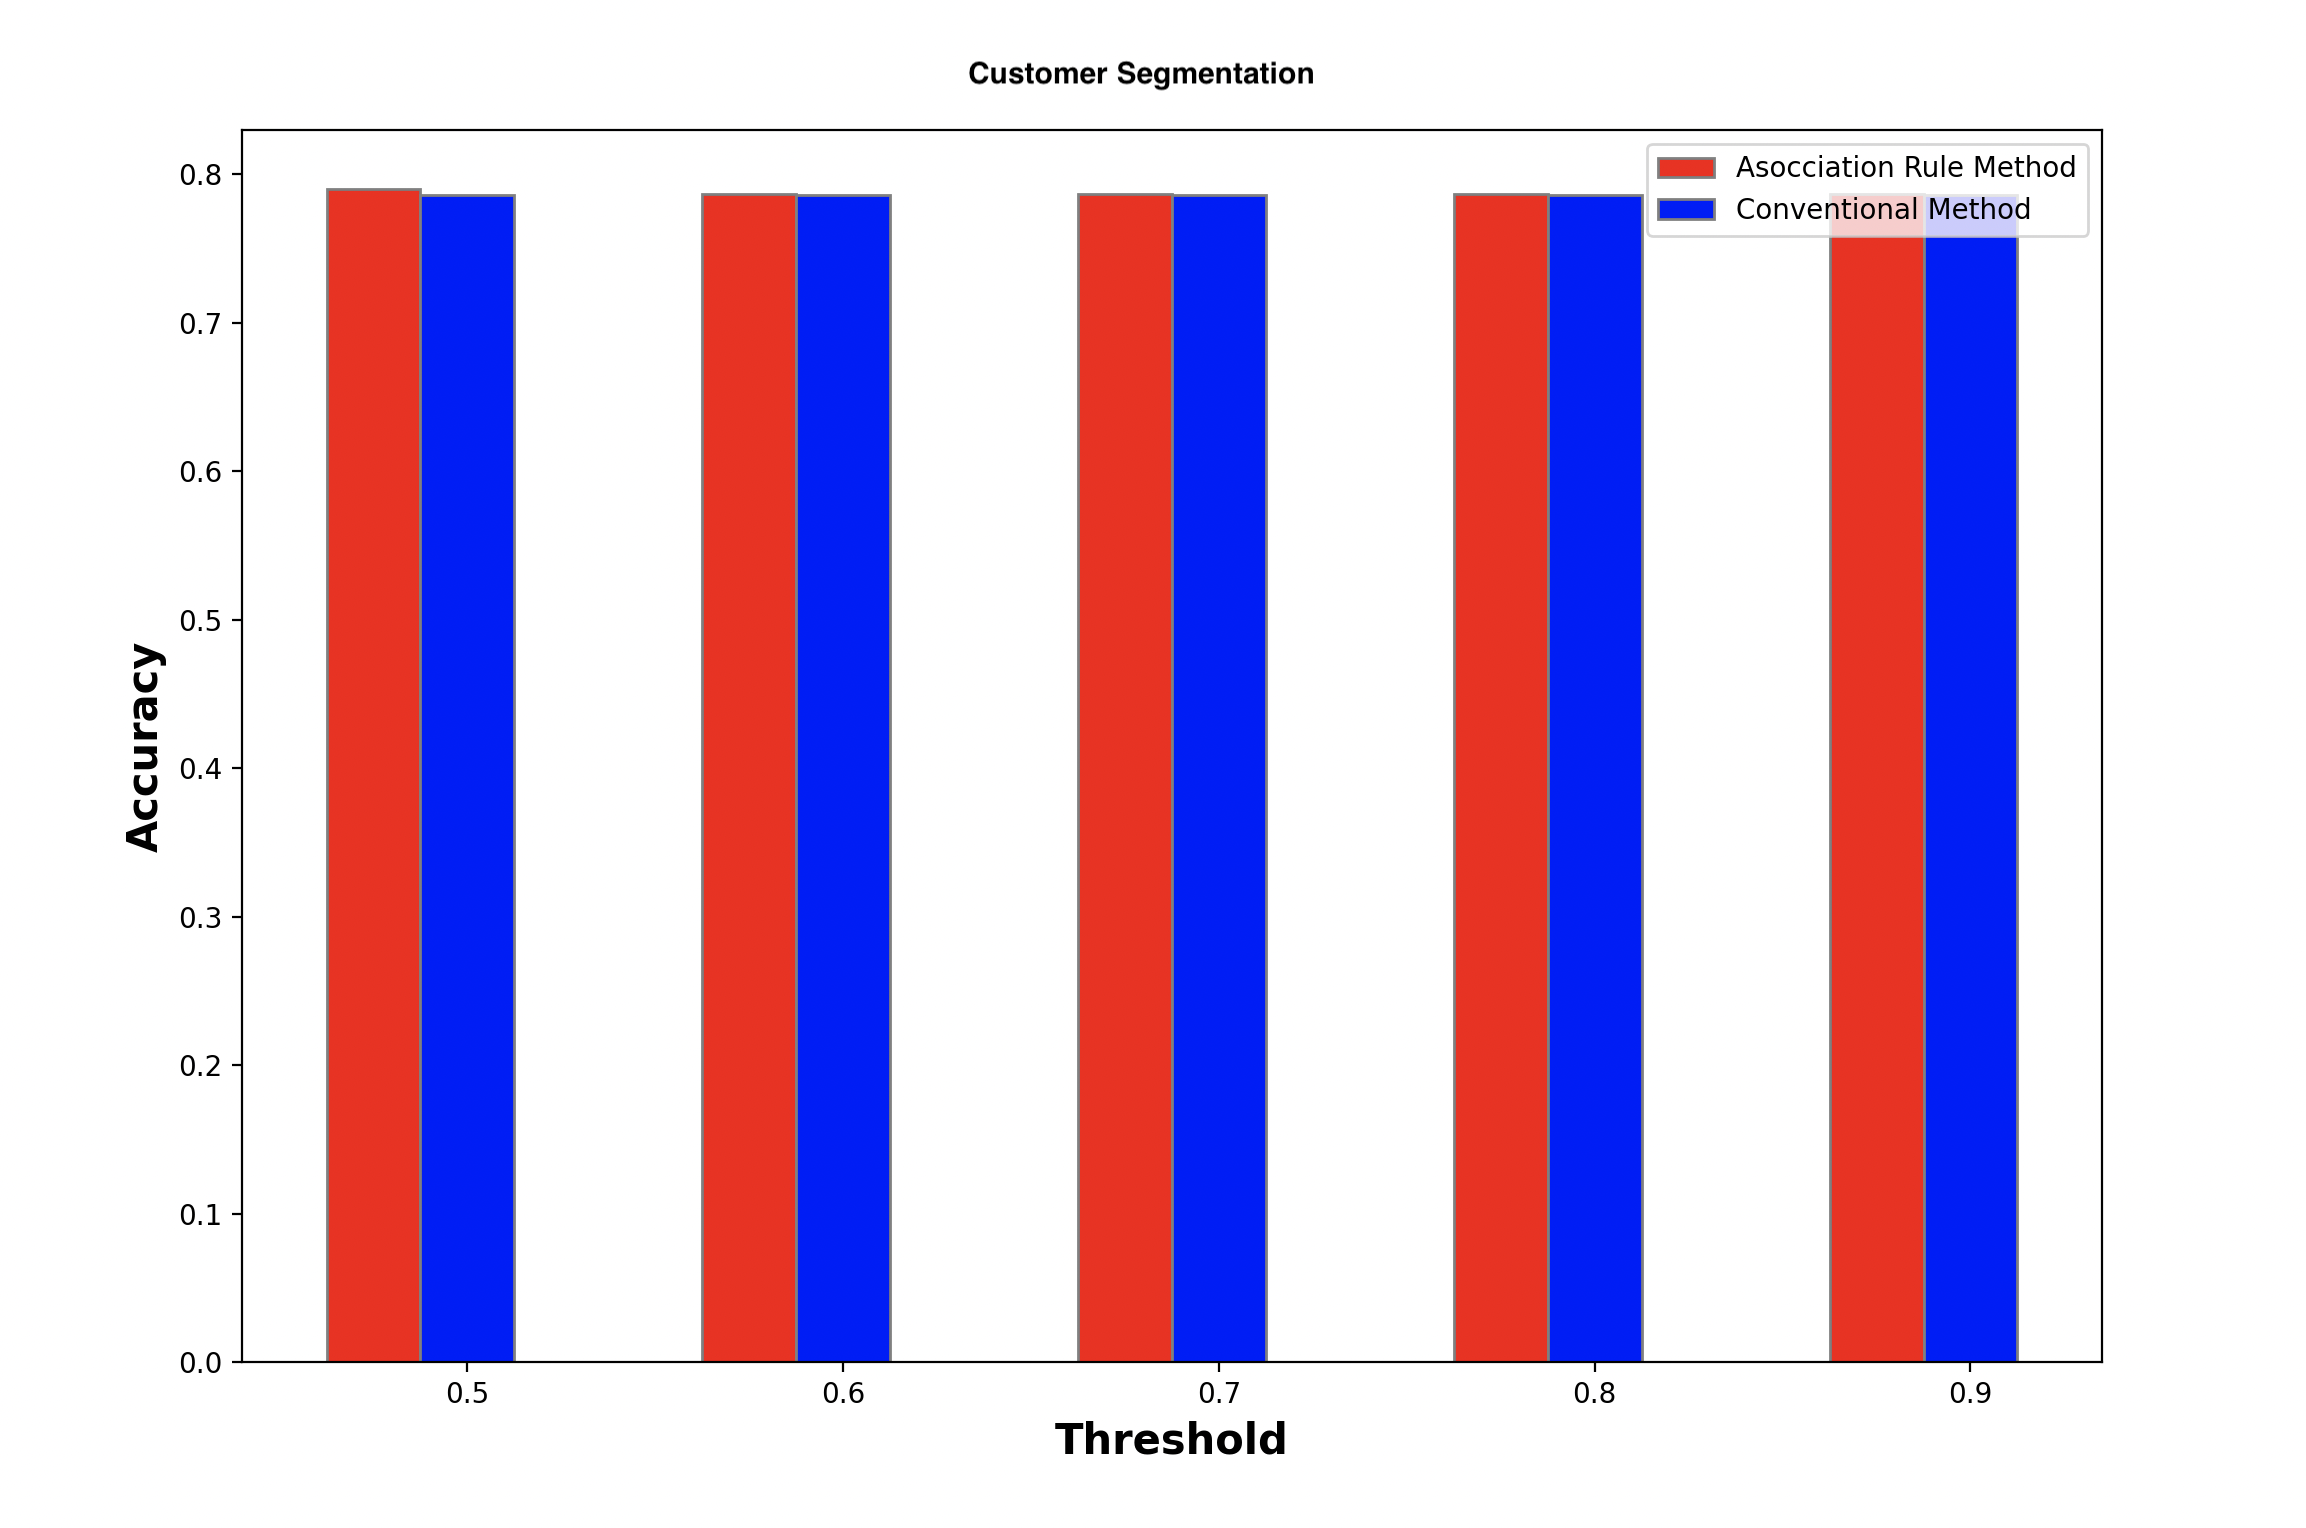 Customer Segmentation
Asocciation Rule Method
Conventional Method
0.8
0.7
0.6
0.5
0.4
0.3
0.2
0.1
0.0
Accuracy
0.5 0.6 0.7 0.8 0.9
Threshold